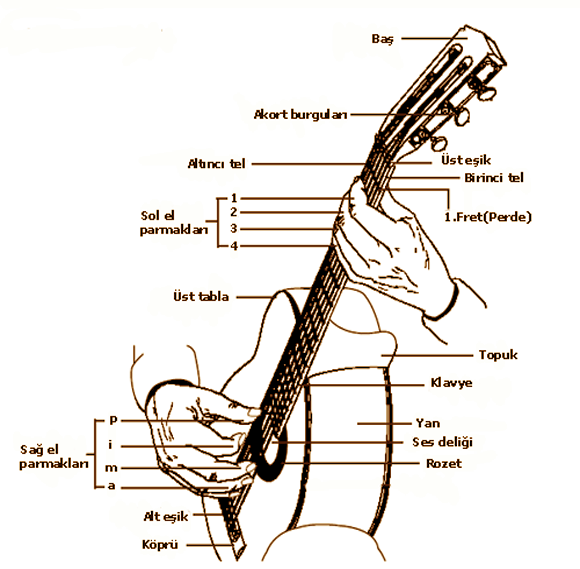 Baş
Akort burguları
Altıncı tel
Üst eşik
Birinci tel
1.Fret(Perde)
Sol el
parmakları
1
2
3
4
Üst tabla
Topuk
Klavye
Yan
Ses deliği
Rozet
Sağ el
parmakları
p
i
m
a
Alt eşik
Köprü